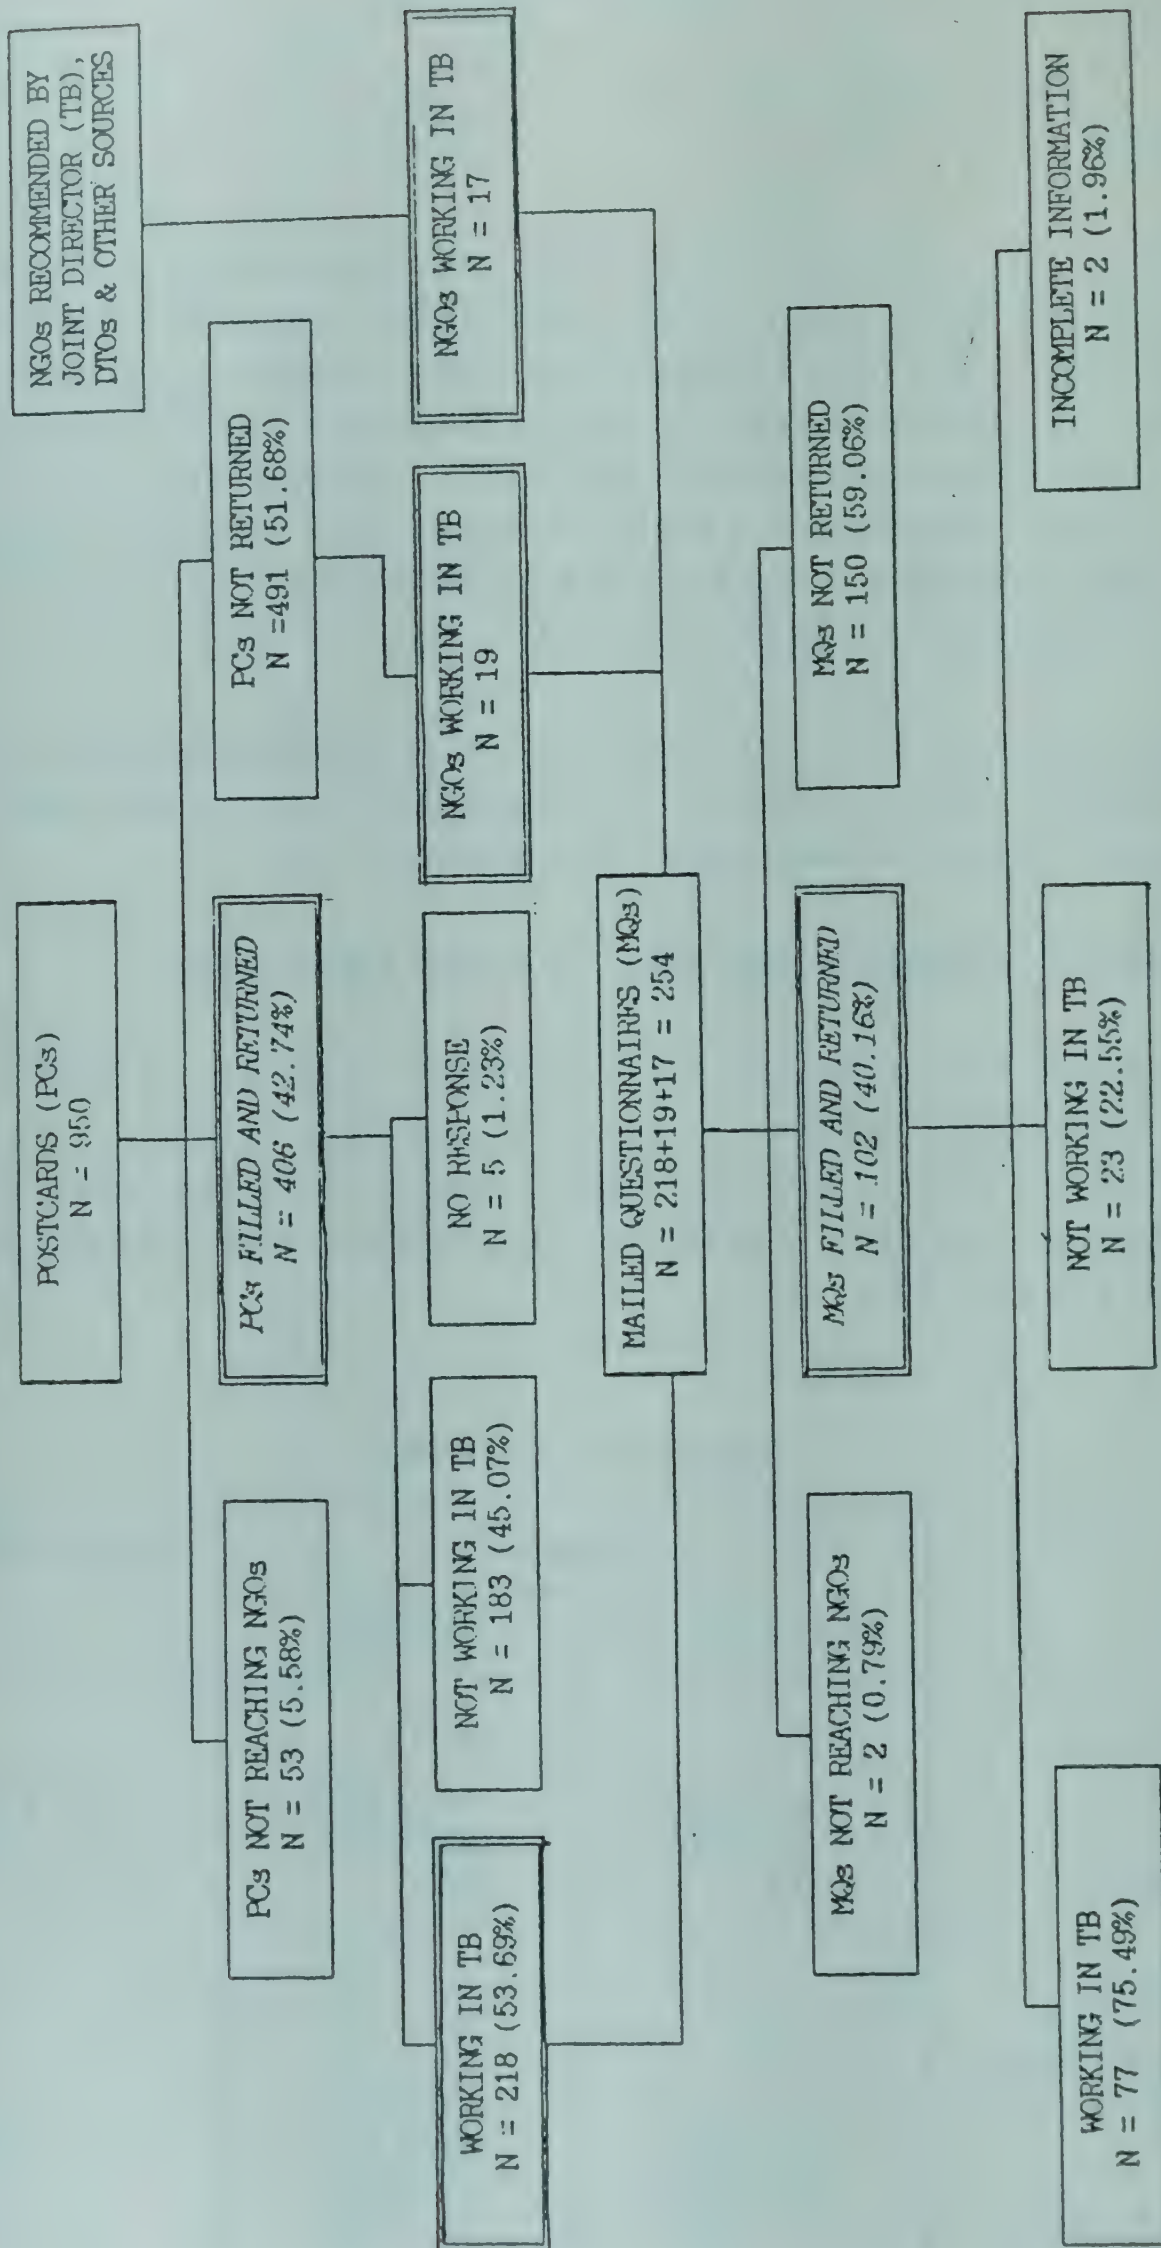 POSTCARDS (PCs)
N = 950
NGOs RECOMMENDED BY
JOINT DIRECTOR (TB),
DTOs & OTHER SOURCES
PCs NOT REACHING NGOs
N = 53 (5.58%)
PCs FILLED AND RETURNED
N = 406 (42.74%)
PCs NOT RETURNED
N =491 (51.68%)
WORKING IN TB
N = 218 (53.69%)
NOT WORKING IN TB
N = 183 (45.07%)
NO RESPONSE
N = 5 (1.23%)
NGOs WORKING IN TB
N = 19
NGOs WORKING IN TB
N = 17
MAILED QUESTIONNAIRES (MQs)
N = 218+19+17 = 254
MQs NOT REACHING NGOs
N = 2 (0.79%)
MQs FILLED AND RETURNED
N = 102 (40.16%)
MQs NOT RETURNED
N = 150 (59.06%)
WORKING IN TB
N = 77 (75.49%)
NOT WORKING IN TB
N = 23 (22.55%)
INCOMPLETE INFORMATION
N = 2 (1.96%)